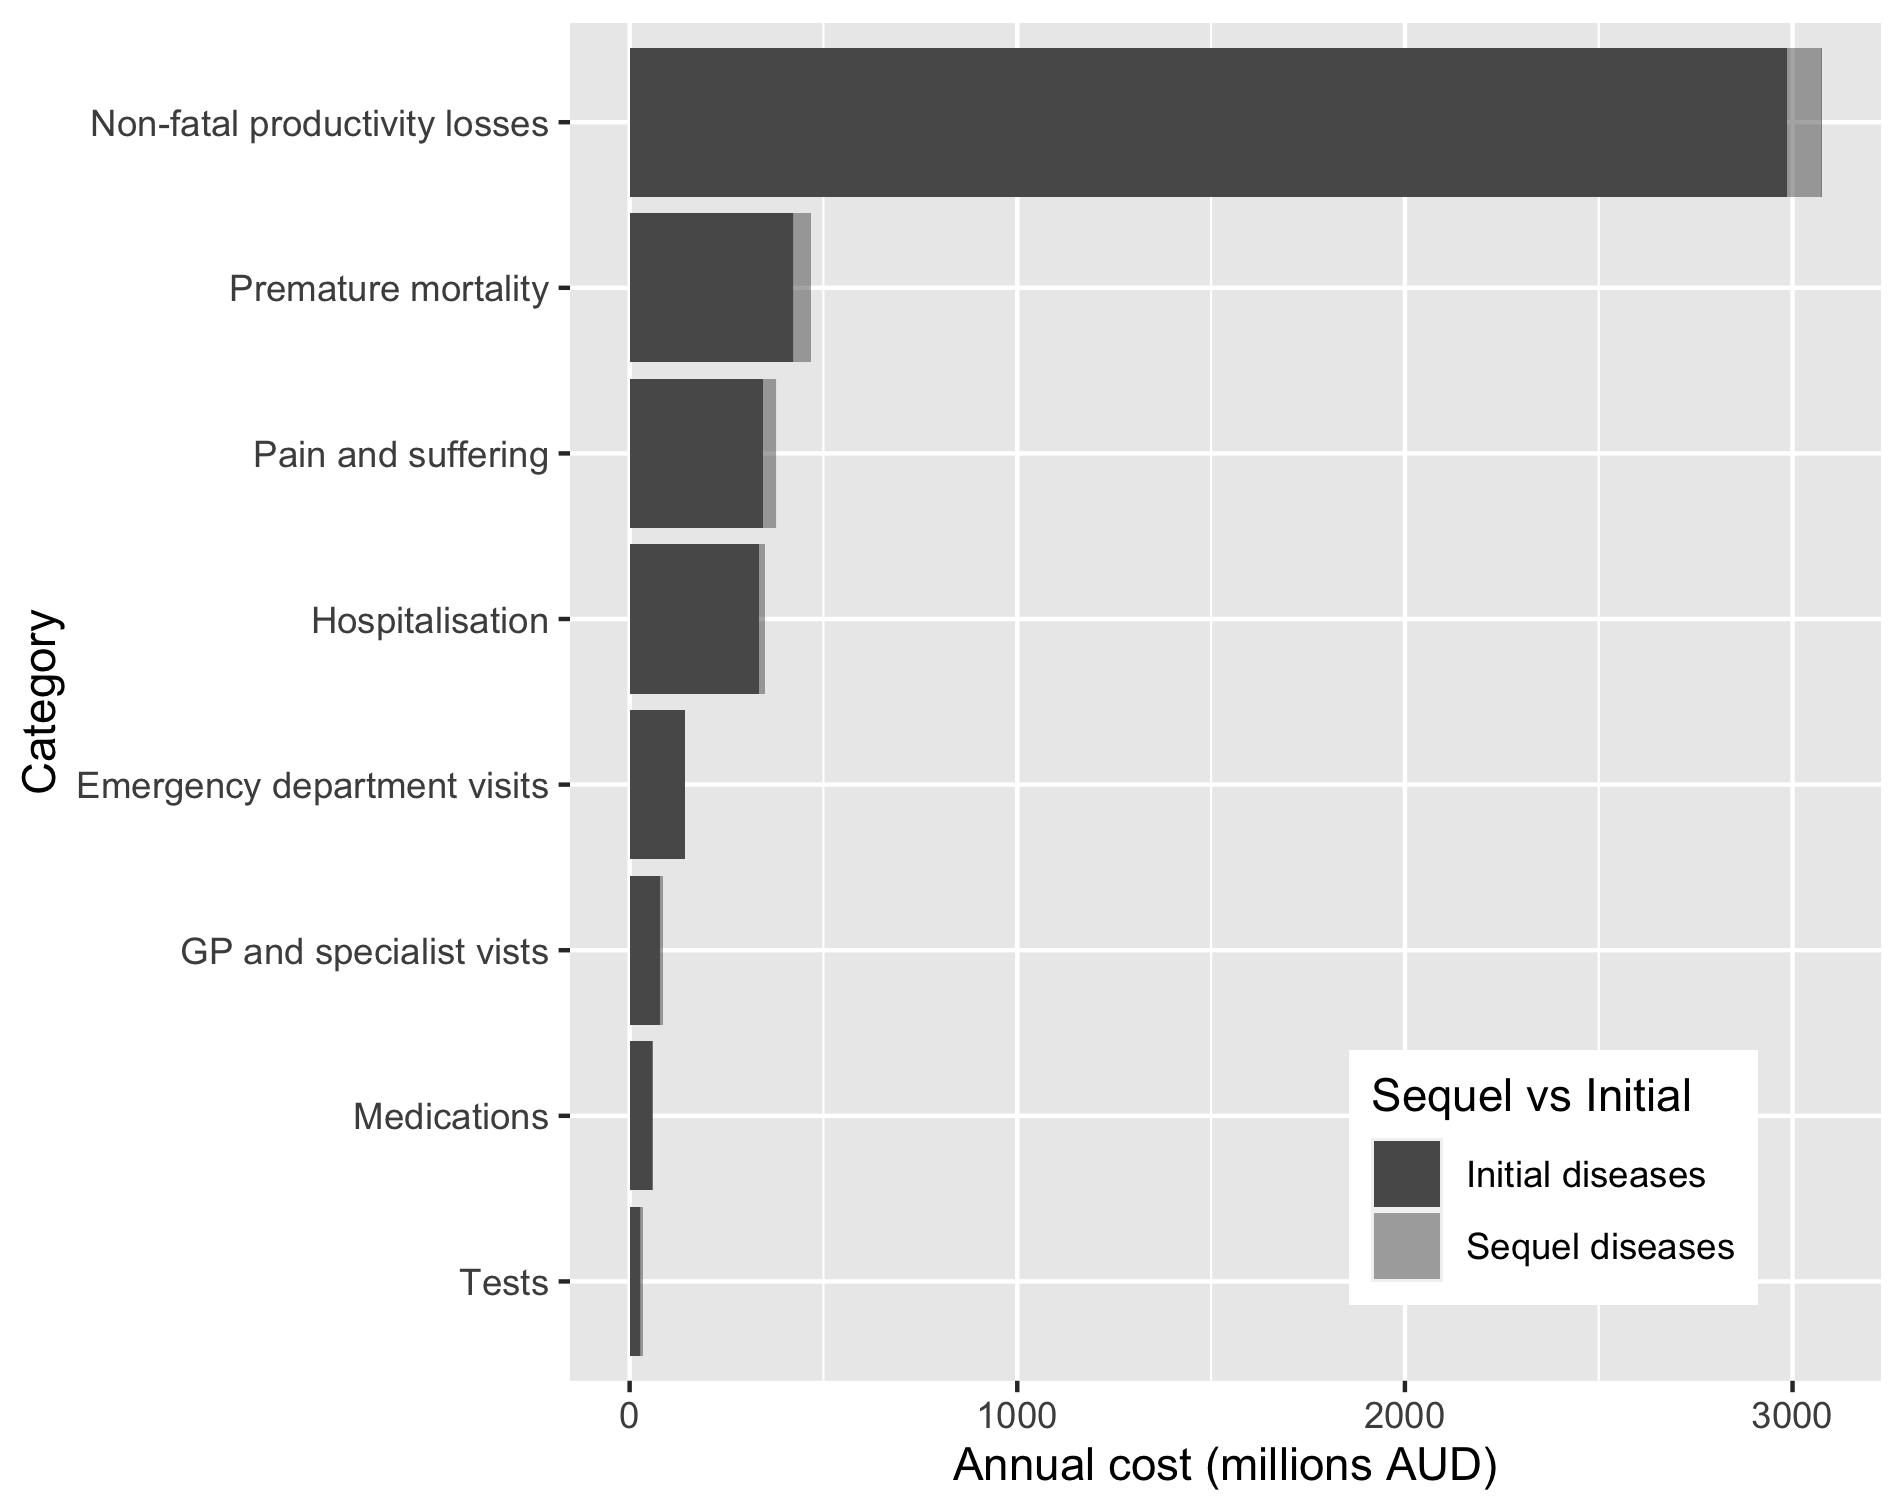 Non-fatal productivity losses
Premature mortality
Pain and suffering
Hospitalisation
Emergency department visits
GP and specialist vists
Medications
Tests
Category
Sequel vs Initial
Initial diseases
Sequel diseases
0 1000 2000 3000
Annual cost (millions AUD)